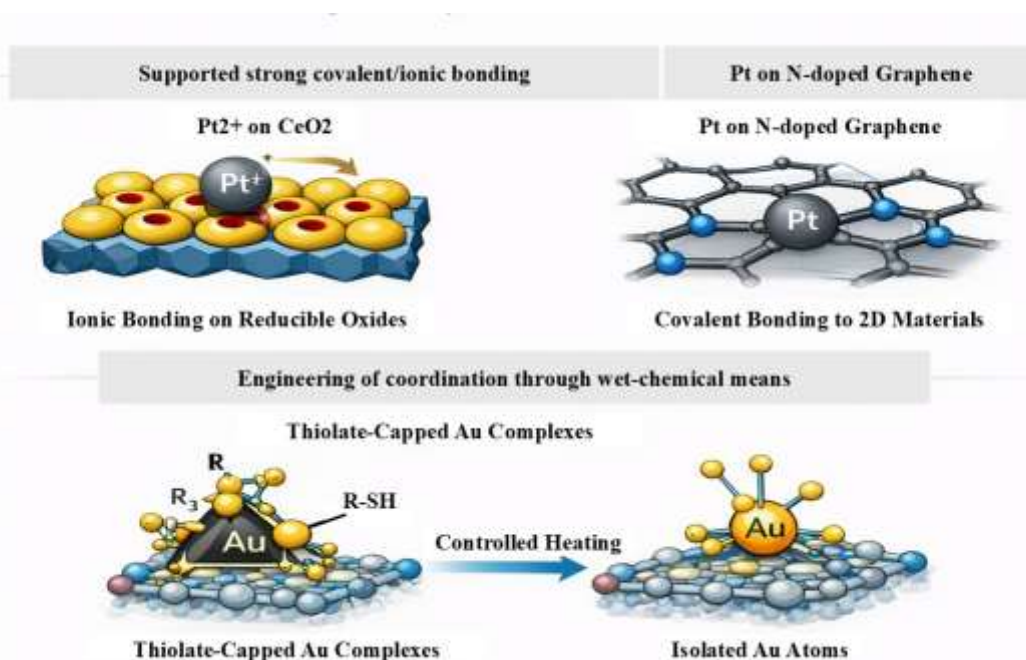 Supported strong covalent/ionic bonding
Pt on N-doped Graphene
Pt2+ on CeO2
Pt on N-doped Graphene
Pt+
Pt
Ionic Bonding on Reducible Oxides
Covalent Bonding to 2D Materials
Engineering of coordination through wet-chemical means
Thiolate-Capped Au Complexes
R
R3
R-SH
Au
Controlled Heating
Au
Thiolate-Capped Au Complexes
Isolated Au Atoms